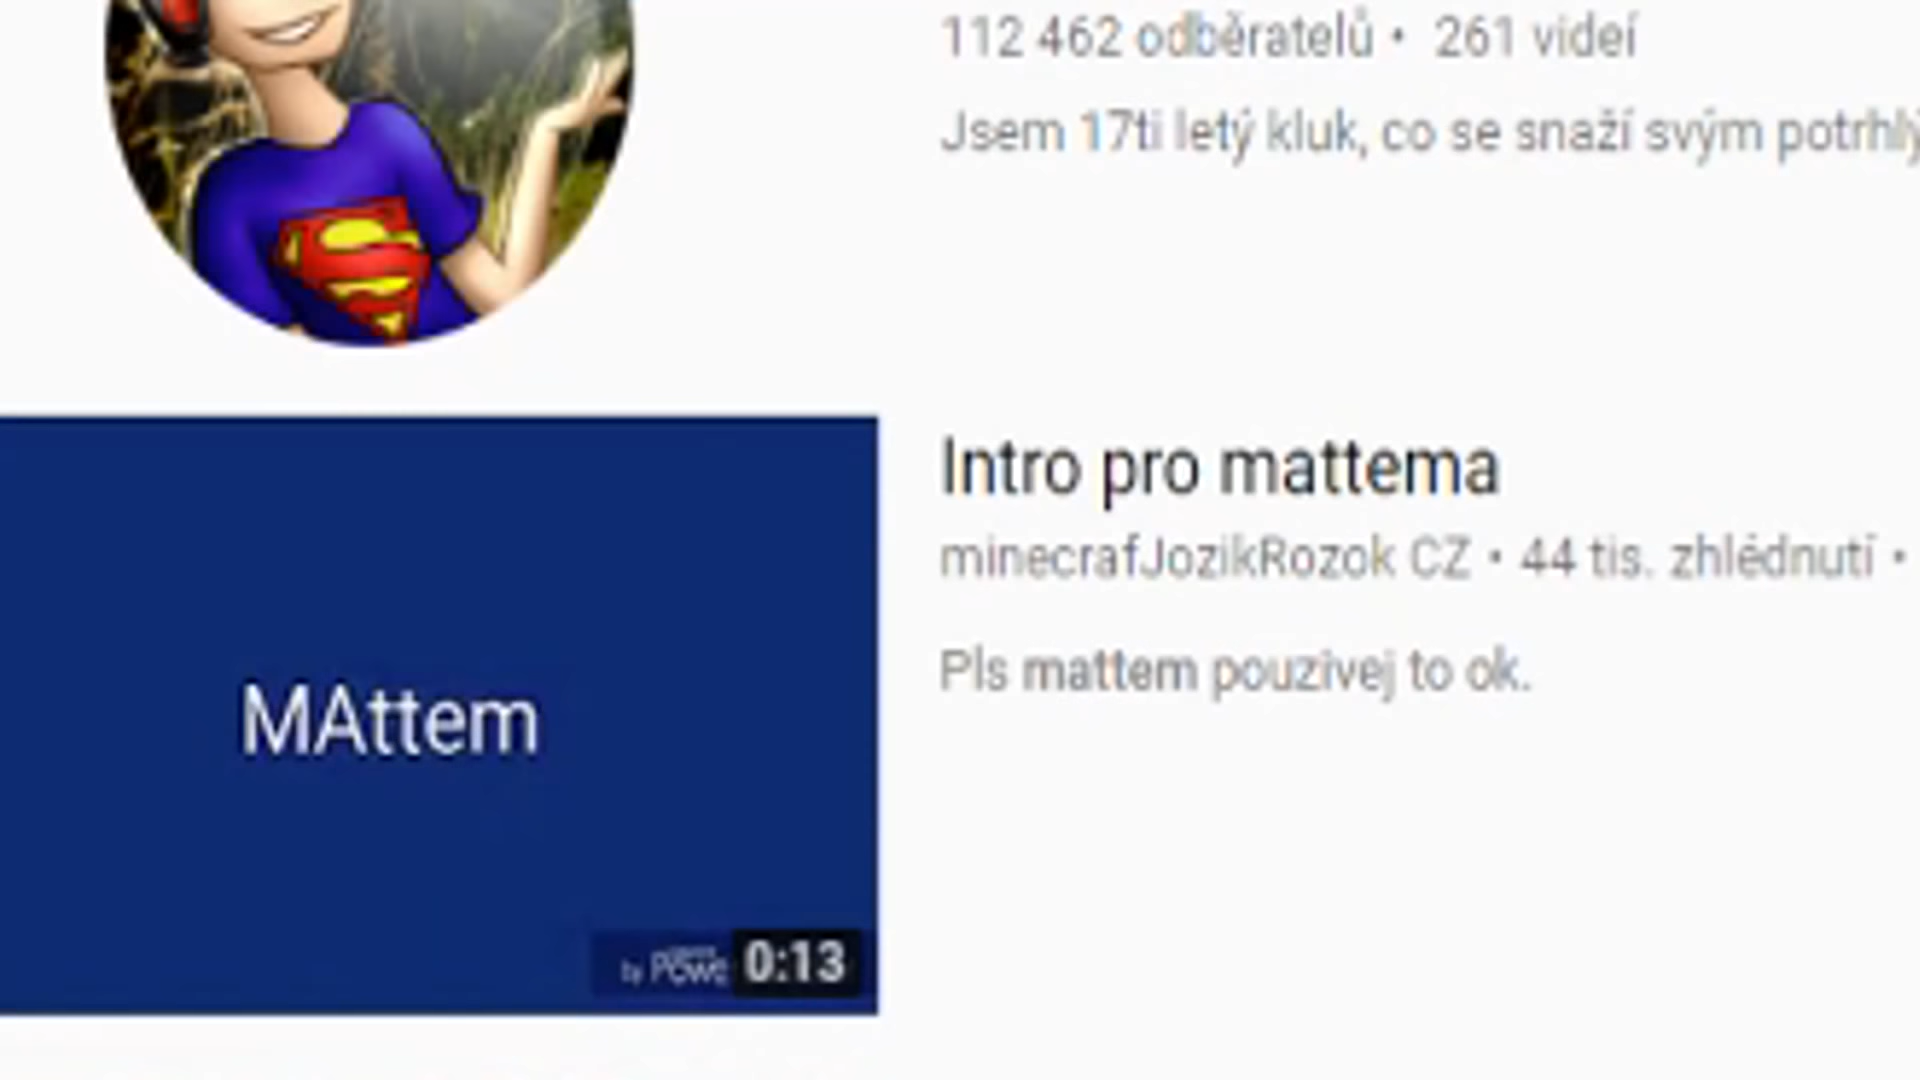 112 462 odběratelů • 261 videí
Jsem 17ti letý kluk, co se snaží svým
Intro pro mattema
minecrafJozikRozok CZ • 44 tis. zhlédnutí •
Pls mattem pouzivej to ok.
MAttem
by
0:13